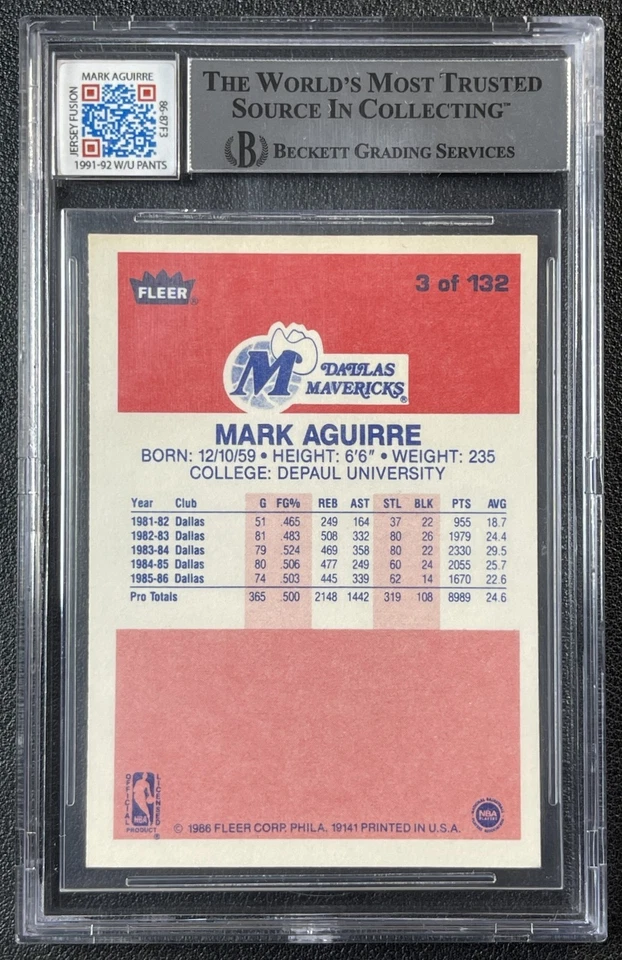 MARK AGUIRRE
JERSEY FUSION
86-87F3
1991-92 W/U PANTS
THE WORLD'S MOST TRUSTED
SOURCE IN COLLECTING™
B BECKETT GRADING SERVICES
FLEER®
3 of 132
M DALLAS
MAVERICKS®
MARK AGUIRRE
BORN: 12/10/59 • HEIGHT: 6'6" • WEIGHT: 235
COLLEGE: DEPAUL UNIVERSITY
Year Club G FG% REB AST STL BLK PTS AVG
1981-82 Dallas 51 .465 249 164 37 22 955 18.7
1982-83 Dallas 81 .483 508 332 80 26 1979 24.4
1983-84 Dallas 79 .524 469 358 80 22 2330 29.5
1984-85 Dallas 80 .506 477 249 60 24 2055 25.7
1985-86 Dallas 74 .503 445 339 62 14 1670 22.6
Pro Totals 365 .500 2148 1442 319 108 8989 24.6
OFFICIAL LICENSED
NBA
PRODUCT ®
© 1986 FLEER CORP. PHILA. 19141 PRINTED IN U.S.A.
NBA
PLAYERS